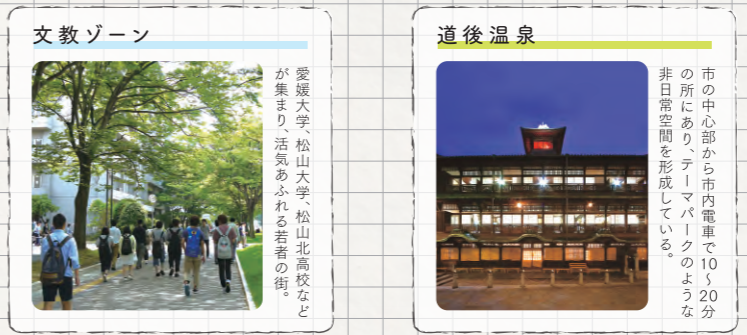 文教ゾーン
愛媛大学、松山大学、松山北高校など
が集まり、活気あふれる若者の街。
道後温泉
市の中心部から市内電車で10〜20分
の所にあり、テーマパークのような
非日常空間を形成している。